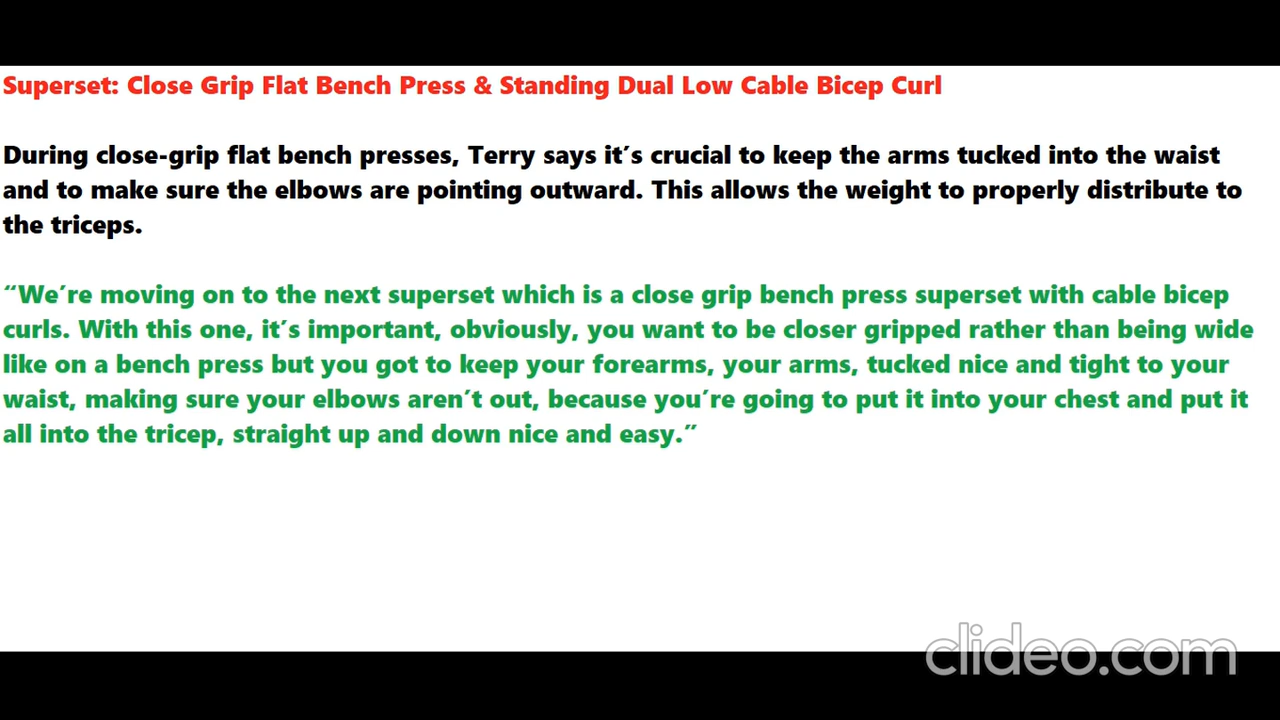 Superset: Close Grip Flat Bench Press & Standing Dual Low Cable Bicep Curl
During close-grip flat bench presses, Terry says it’s crucial to keep the arms tucked into the waist
and to make sure the elbows are pointing outward. This allows the weight to properly distribute to
the triceps.
“We’re moving on to the next superset which is a close grip bench press superset with cable bicep
curls. With this one, it’s important, obviously, you want to be closer gripped rather than being wide
like on a bench press but you got to keep your forearms, your arms, tucked nice and tight to your
waist, making sure your elbows aren’t out, because you’re going to put it into your chest and put it
all into the tricep, straight up and down nice and easy.”
clideo.com